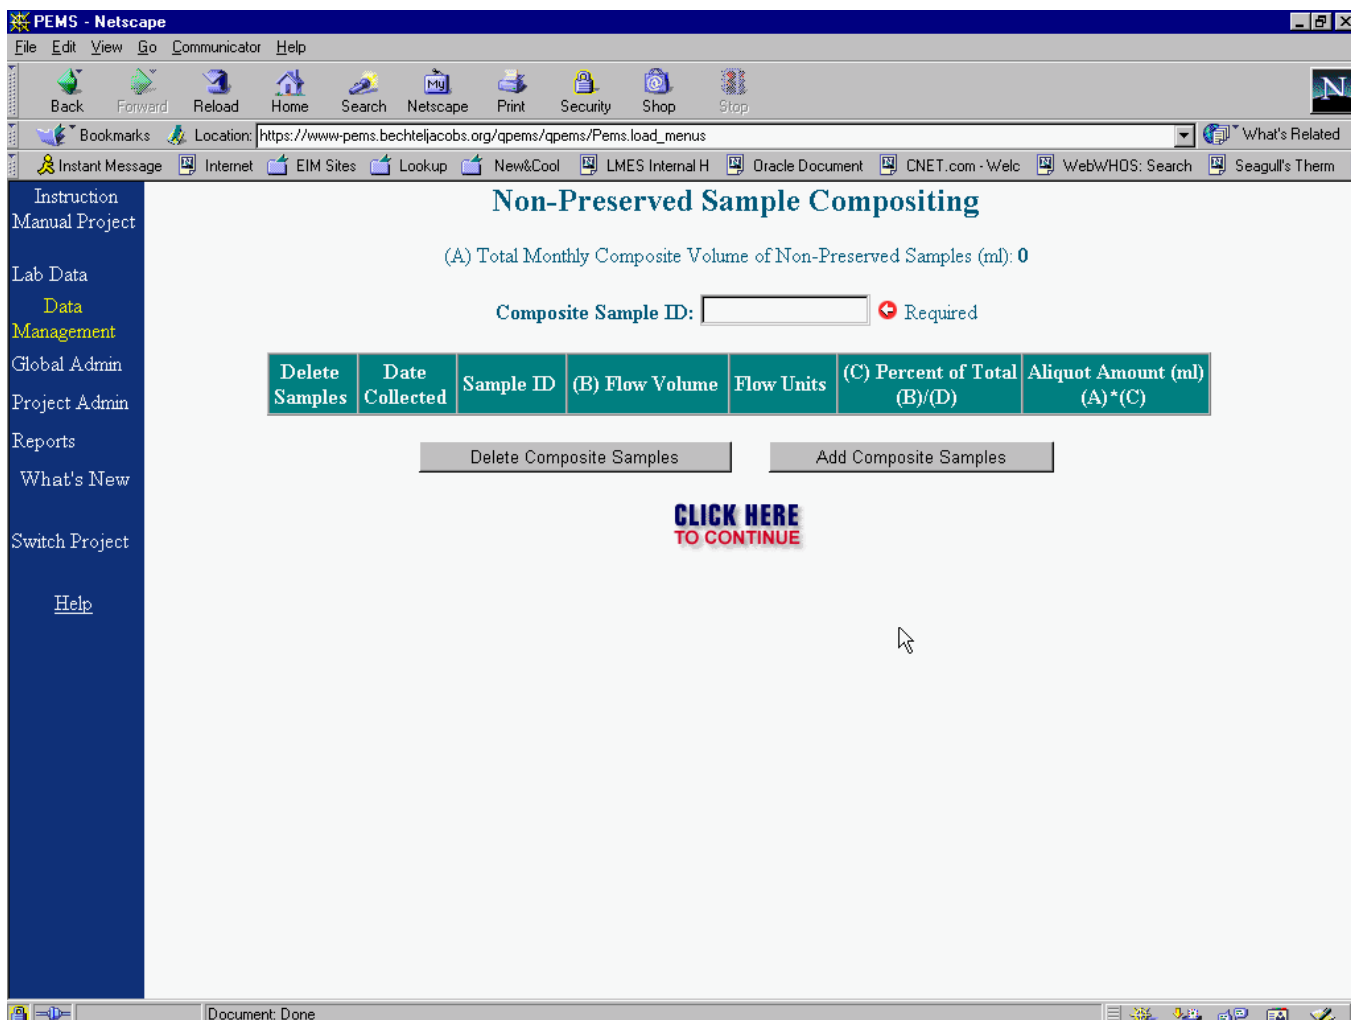 PEMS - Netscape
File Edit View Go Communicator Help
Back Forward Reload Home Search Netscape Print Security Shop Stop
My
N
Bookmarks Location: https://www-pems.bechteljacobs.org/qpems/qpems/Pems.load_menus What's Related
Instant Message Internet EIM Sites Lookup New&Cool LMES Internal H Oracle Document CNET.com - Welc WebWHOS: Search Seagull's Therm
Instruction
Manual Project
Lab Data
Data
Management
Global Admin
Project Admin
Reports
What's New
Switch Project
Help
Non-Preserved Sample Compositing
(A) Total Monthly Composite Volume of Non-Preserved Samples (ml): 0
Composite Sample ID: Required
Delete Samples Date Collected Sample ID (B) Flow Volume Flow Units (C) Percent of Total (B)/(D) Aliquot Amount (ml) (A)*(C)
Delete Composite Samples Add Composite Samples
CLICK HERE
TO CONTINUE
Document: Done